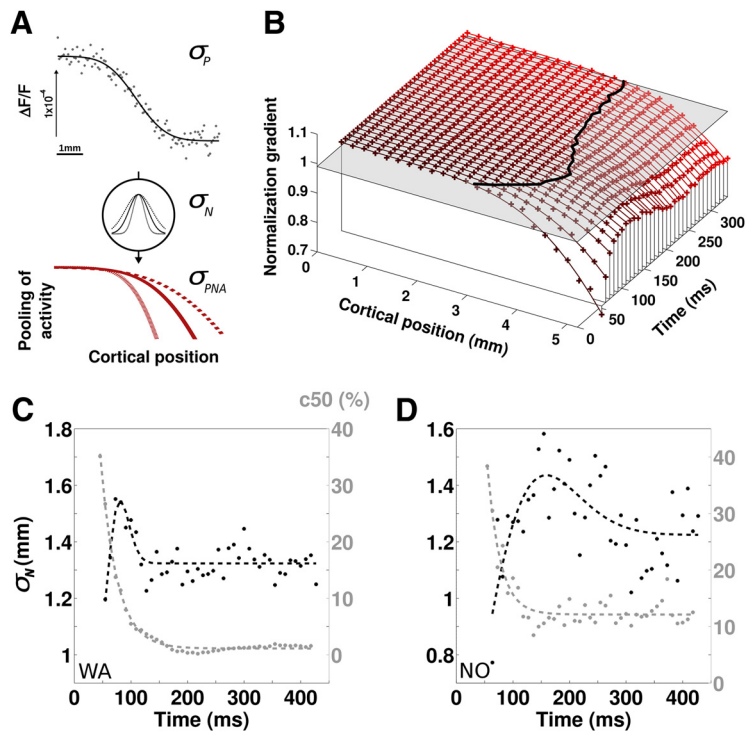 A
σP
ΔF/F
1x10⁻⁴
1mm
σN
σPNA
Pooling of
activity
Cortical position
B
Normalization gradient
1.1
1
0.9
0.8
0.7
0
1
2
3
4
5
Cortical position (mm)
0
50
100
150
200
250
300
Time (ms)
C
c50 (%)
σN (mm)
1.8
1.6
1.4
1.2
1
40
35
30
25
20
15
10
5
0
WA
0
100
200
300
400
Time (ms)
D
1.6
1.4
1.2
1
0.8
40
30
20
10
0
NO
0
100
200
300
400
Time (ms)